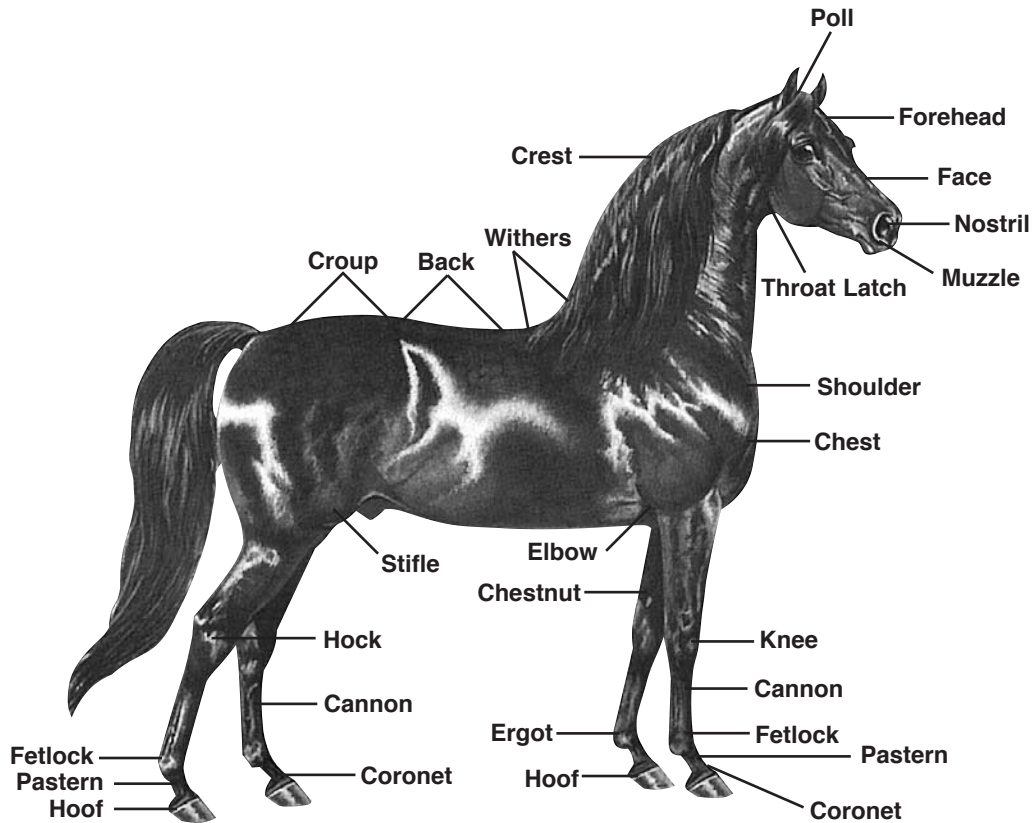 Poll
Forehead
Crest
Face
Nostril
Withers
Croup
Back
Muzzle
Throat Latch
Shoulder
Chest
Elbow
Stifle
Chestnut
Hock
Knee
Cannon
Cannon
Ergot
Fetlock
Fetlock
Pastern
Pastern
Coronet
Hoof
Hoof
Coronet